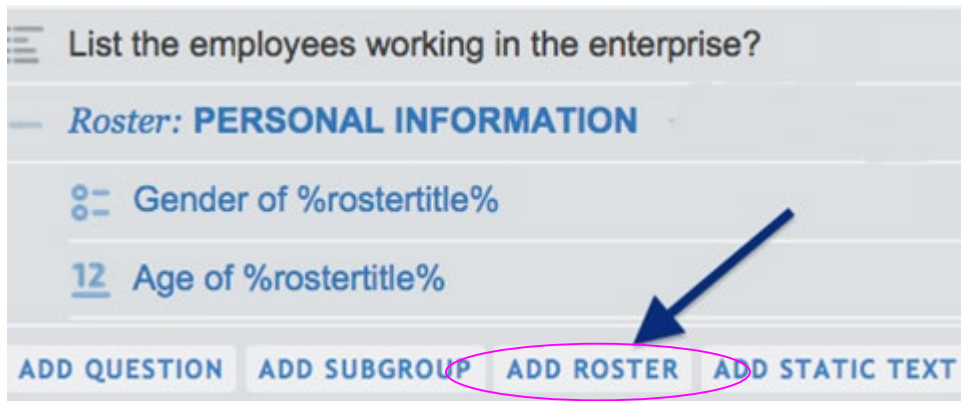 List the employees working in the enterprise?
Roster: PERSONAL INFORMATION
Gender of %rostertitle%
12 Age of %rostertitle%
ADD QUESTION ADD SUBGROUP ADD ROSTER ADD STATIC TEXT